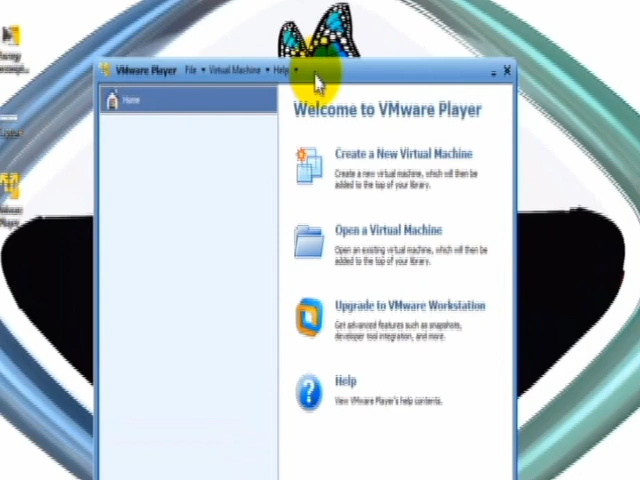 VMware Player File Virtual Machine Help
Home
Welcome to VMware Player
Create a New Virtual Machine
Create a new virtual machine, which will then be
added to the top of your library.
Open a Virtual Machine
Open an existing virtual machine, which will then be
added to the top of your library.
Upgrade to VMware Workstation
Get advanced features such as snapshots,
developer tool integration, and more.
Help
View VMware Player's help contents.
VMware
Player